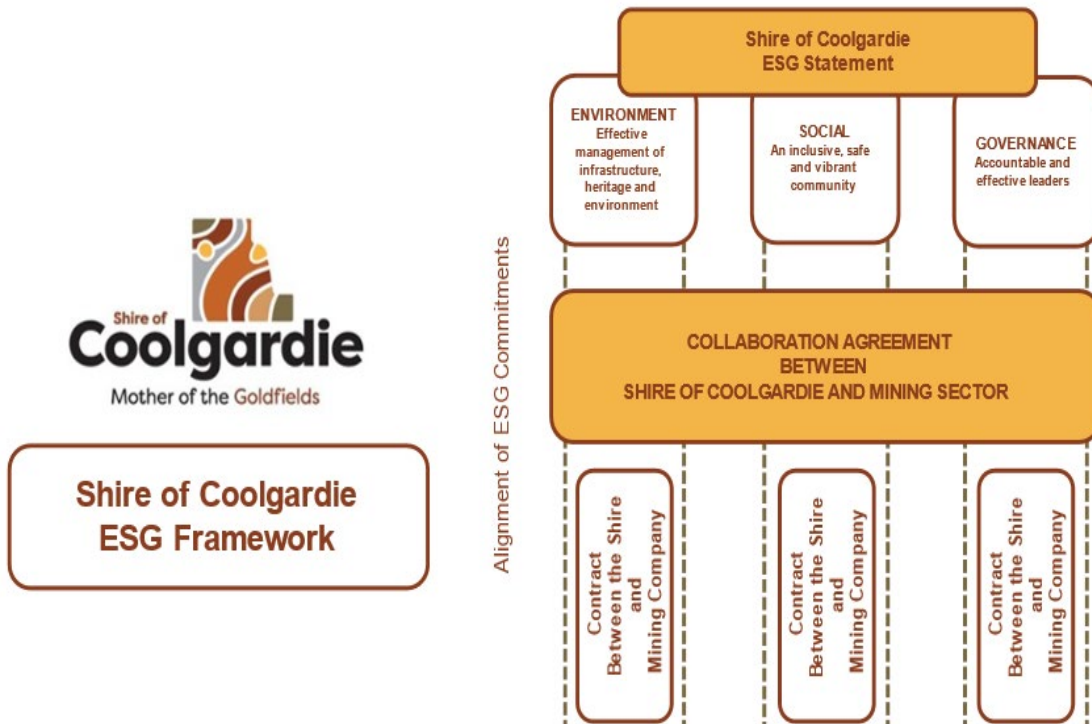 Shire of
Coolgardie
Mother of the Goldfields
Shire of Coolgardie
ESG Framework
Alignment of ESG Commitments
Shire of Coolgardie
ESG Statement
ENVIRONMENT
Effective
management of
infrastructure,
heritage and
environment
SOCIAL
An inclusive, safe
and vibrant
community
GOVERNANCE
Accountable and
effective leaders
COLLABORATION AGREEMENT
BETWEEN
SHIRE OF COOLGARDIE AND MINING SECTOR
Contract
Between the Shire
and
Mining Company
Contract
Between the Shire
and
Mining Company
Contract
Between the Shire
and
Mining Company